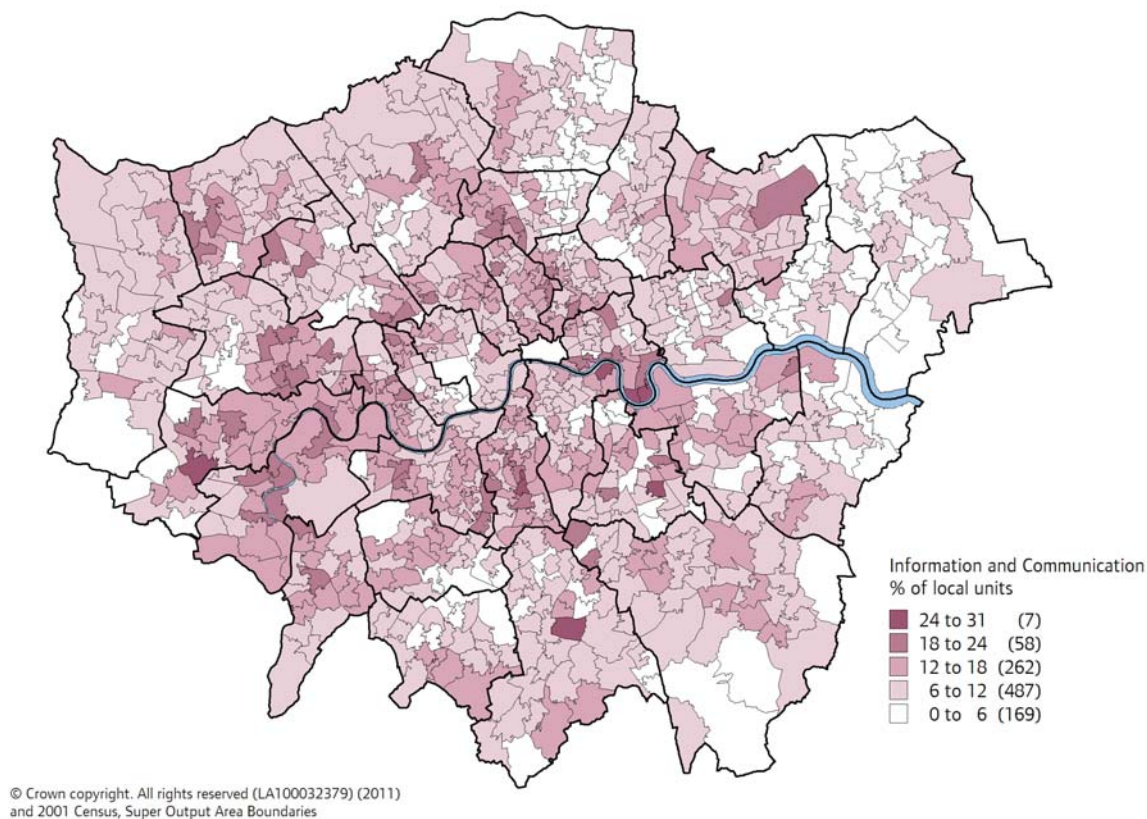 Information and Communication
% of local units
24 to 31 (7)
18 to 24 (58)
12 to 18 (262)
6 to 12 (487)
0 to 6 (169)
© Crown copyright. All rights reserved (LA100032379) (2011)
and 2001 Census, Super Output Area Boundaries